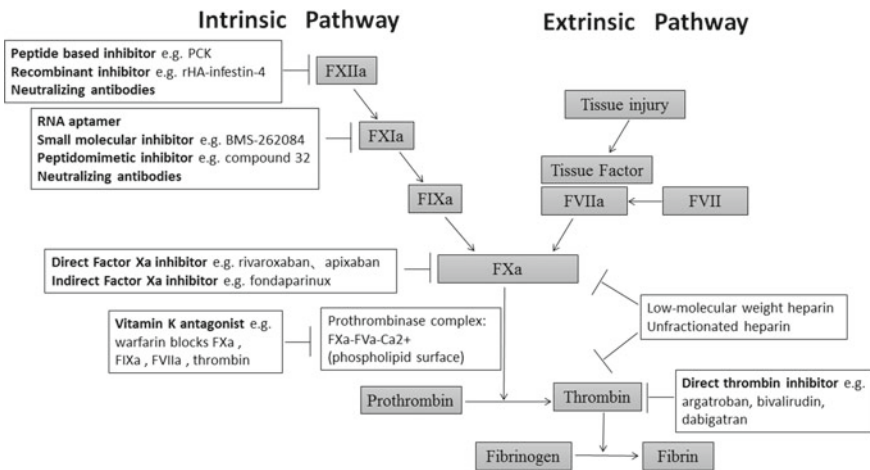 Intrinsic Pathway
Extrinsic Pathway
Peptide based inhibitor e.g. PCK
Recombinant inhibitor e.g. rHA-infestin-4
Neutralizing antibodies
FXIIa
RNA aptamer
Small molecular inhibitor e.g. BMS-262084
Peptidomimetic inhibitor e.g. compound 32
Neutralizing antibodies
FXIa
Tissue injury
Tissue Factor
FIXa
FVIIa
FVII
Direct Factor Xa inhibitor e.g. rivaroxaban、apixaban
Indirect Factor Xa inhibitor e.g. fondaparinux
FXa
Low-molecular weight heparin
Unfractionated heparin
Vitamin K antagonist e.g.
warfarin blocks FXa ,
FIXa , FVIIa , thrombin
Prothrombinase complex:
FXa-FVa-Ca2+
(phospholipid surface)
Prothrombin
Thrombin
Direct thrombin inhibitor e.g.
argatroban, bivalirudin,
dabigatran
Fibrinogen
Fibrin